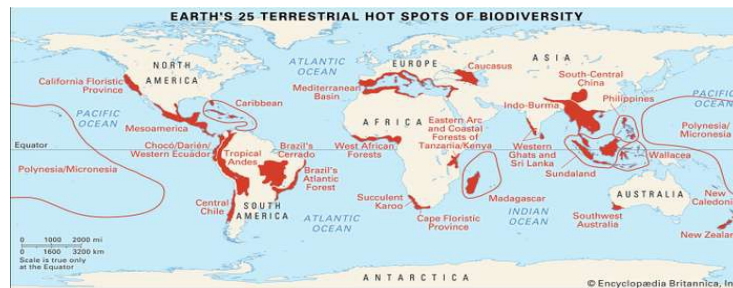 EARTH'S 25 TERRESTRIAL HOT SPOTS OF BIODIVERSITY
NORTH
AMERICA
ATLANTIC
OCEAN
EUROPE
ASIA
Caucasus
South-Central
China
California Floristic
Province
Mediterranean
Basin
PACIFIC
OCEAN
Caribbean
Indo-Burma
Philippines
PACIFIC
OCEAN
Mesoamerica
AFRICA
Eastern Arc
and Coastal
Forests of
Tanzania/Kenya
Polynesia/
Micronesia
Equator
Chocó/Darién/
Western Ecuador
Tropical
Andes
Brazil's
Cerrado
West African
Forests
Western
Ghats and
Sri Lanka
Wallacea
Polynesia/Micronesia
Brazil's
Atlantic
Forest
Sundaland
Central
Chile
SOUTH
AMERICA
Succulent
Karoo
Madagascar
AUSTRALIA
New
Caledoni
ATLANTIC
OCEAN
Cape Floristic
Province
INDIAN
OCEAN
Southwest
Australia
New Zealan
0 1000 2000 mi
0 1600 3200 km
Scale is true only
at the Equator
ANTARCTICA
© Encyclopædia Britannica, In